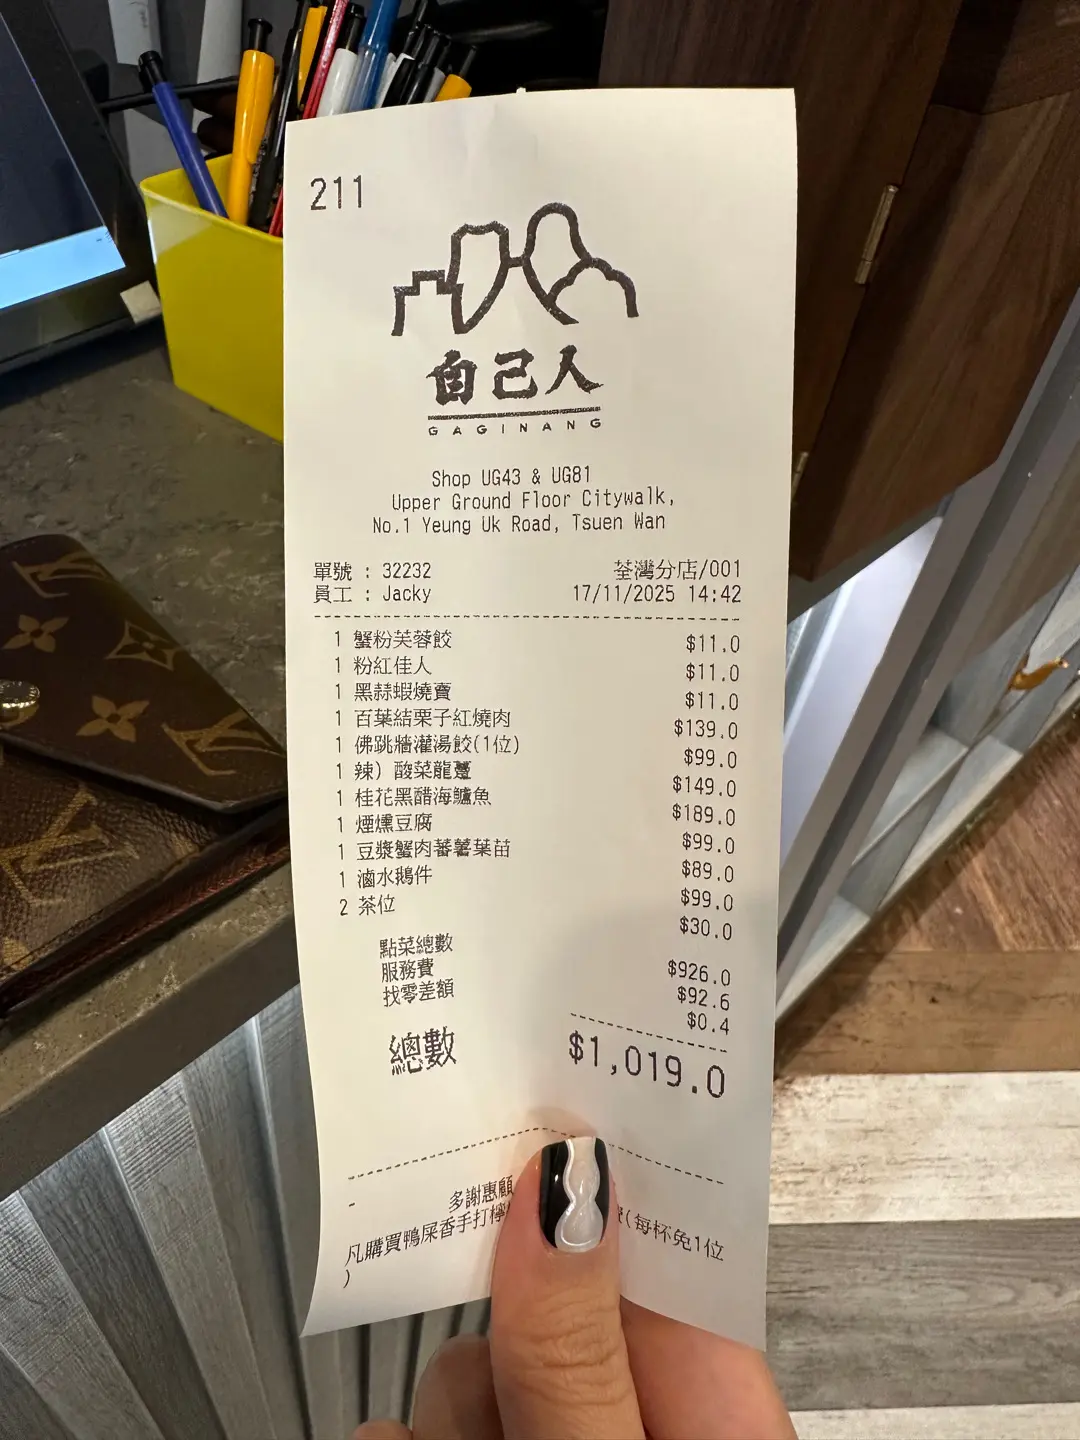 211
自己人
GAGINANG
Shop UG43 & UG81
Upper Ground Floor Citywalk,
No.1 Yeung Uk Road, Tsuen Wan
單號 : 32232 荃灣分店/001
員工 : Jacky 17/11/2025 14:42
1 蟹粉芙蓉餃 $11.0
1 粉紅佳人 $11.0
1 黑蒜蝦燒賣 $11.0
1 百葉結栗子紅燒肉 $139.0
1 佛跳牆灌湯餃(1位) $99.0
1 辣) 酸菜龍躉 $149.0
1 桂花黑醋海鱸魚 $189.0
1 煙燻豆腐 $99.0
1 豆漿蟹肉蕃薯葉苗 $89.0
1 滷水鵝件 $99.0
2 茶位 $30.0
點菜總數 $926.0
服務費 $92.6
找零差額 $0.4
總數 $1,019.0
-
多謝惠顧
凡購買鴨屎香手打檸 (每杯免1位
)